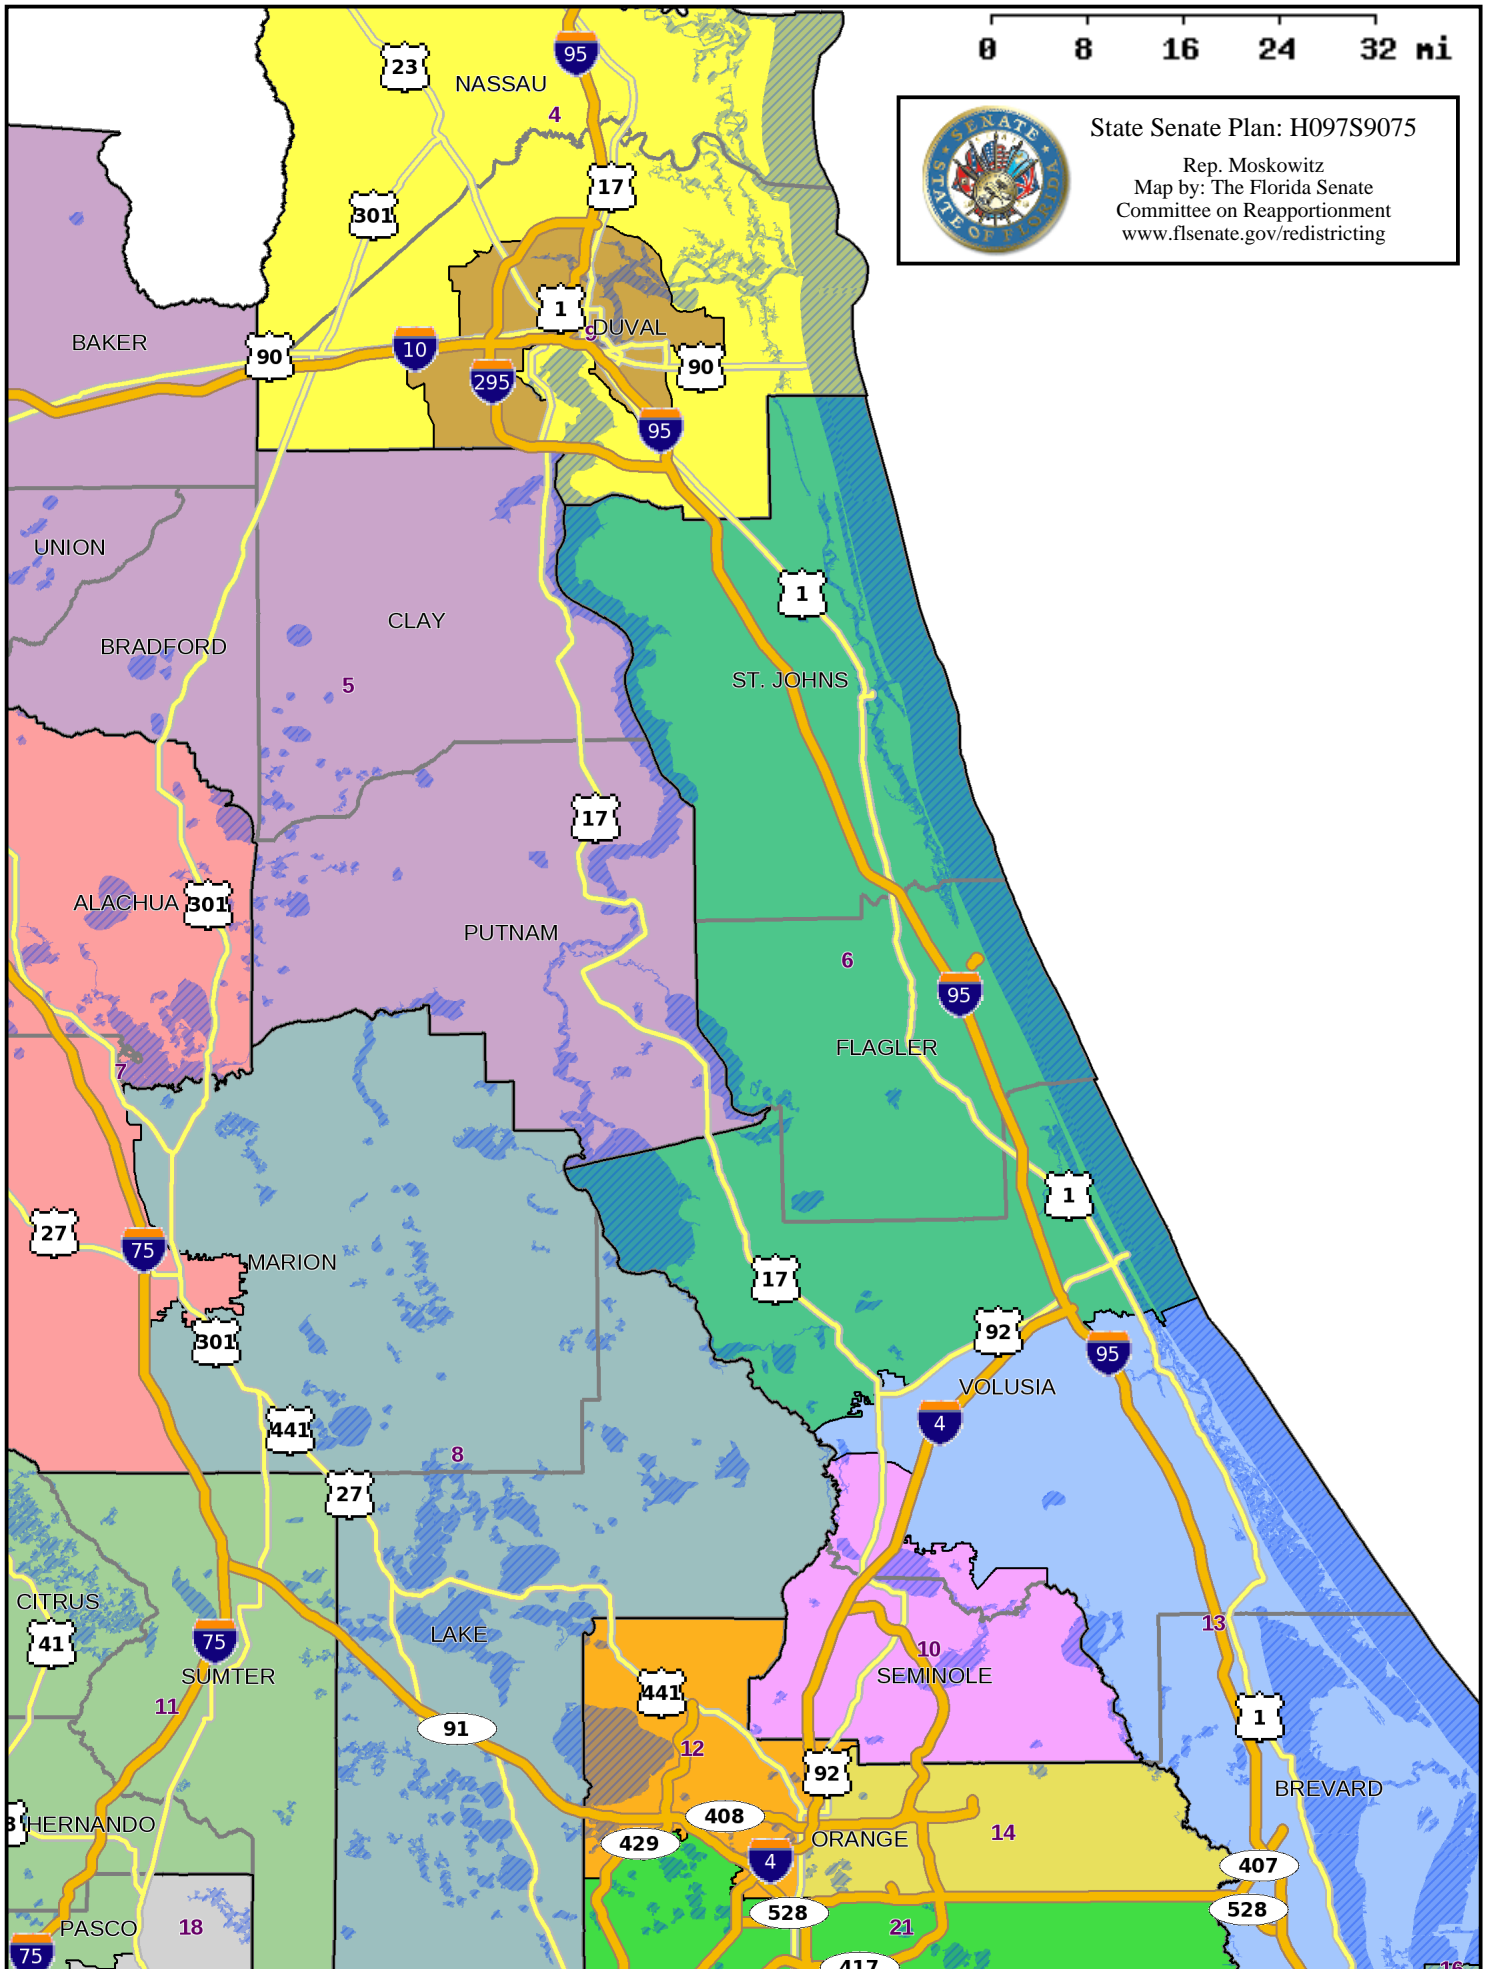 0 8 16 24 32 mi
SENATE
STATE OF FLORIDA
State Senate Plan: H097S9075
Rep. Moskowitz
Map by: The Florida Senate
Committee on Reapportionment
www.flsenate.gov/redistricting
95
23
NASSAU
4
17
301
1
DUVAL
9
BAKER
90
10
90
295
95
UNION
1
CLAY
BRADFORD
5
ST. JOHNS
17
ALACHUA
301
PUTNAM
6
95
FLAGLER
7
1
27
75
MARION
17
301
92
95
VOLUSIA
4
441
8
27
CITRUS
13
41
75
LAKE
10
SEMINOLE
SUMTER
441
11
1
91
12
92
BREVARD
408
HERNANDO
14
429
ORANGE
4
407
528
528
PASCO
18
21
75
417
16